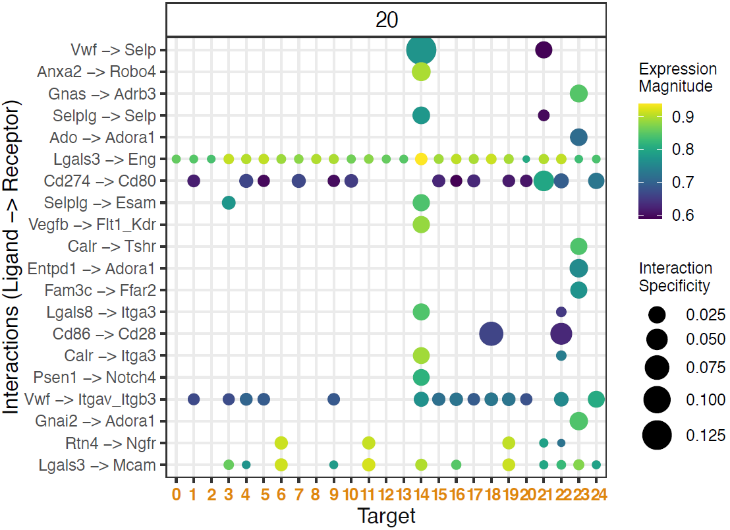 20
Interactions (Ligand −> Receptor)
Vwf −> Selp
Anxa2 −> Robo4
Gnas −> Adrb3
Selplg −> Selp
Ado −> Adora1
Lgals3 −> Eng
Cd274 −> Cd80
Selplg −> Esam
Vegfb −> Flt1_Kdr
Calr −> Tshr
Entpd1 −> Adora1
Fam3c −> Ffar2
Lgals8 −> Itga3
Cd86 −> Cd28
Calr −> Itga3
Psen1 −> Notch4
Vwf −> Itgav_Itgb3
Gnai2 −> Adora1
Rtn4 −> Ngfr
Lgals3 −> Mcam
0 1 2 3 4 5 6 7 8 9 10 11 12 13 14 15 16 17 18 19 20 21 22 23 24
Target
Expression
Magnitude
0.9
0.8
0.7
0.6
Interaction
Specificity
0.025
0.050
0.075
0.100
0.125